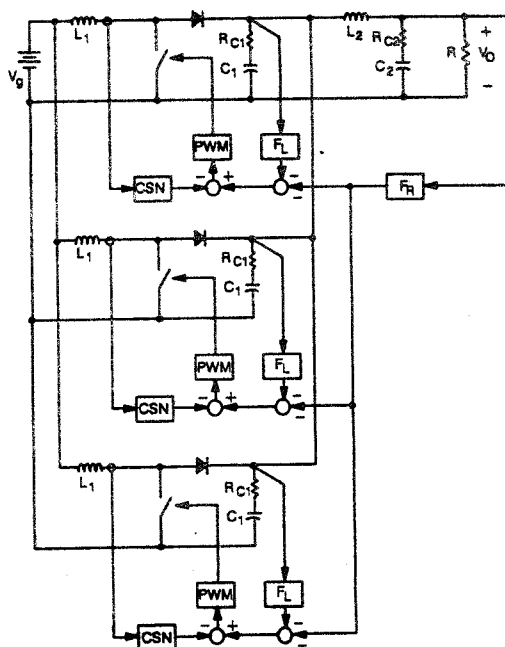 L1
RC1
C1
L2
RC2
C2
R
+
VO
−
Vg
PWM
FL
CSN
−
+
−
−
FR
L1
RC1
C1
PWM
FL
CSN
−
+
−
−
L1
RC1
C1
PWM
FL
CSN
−
+
−
−